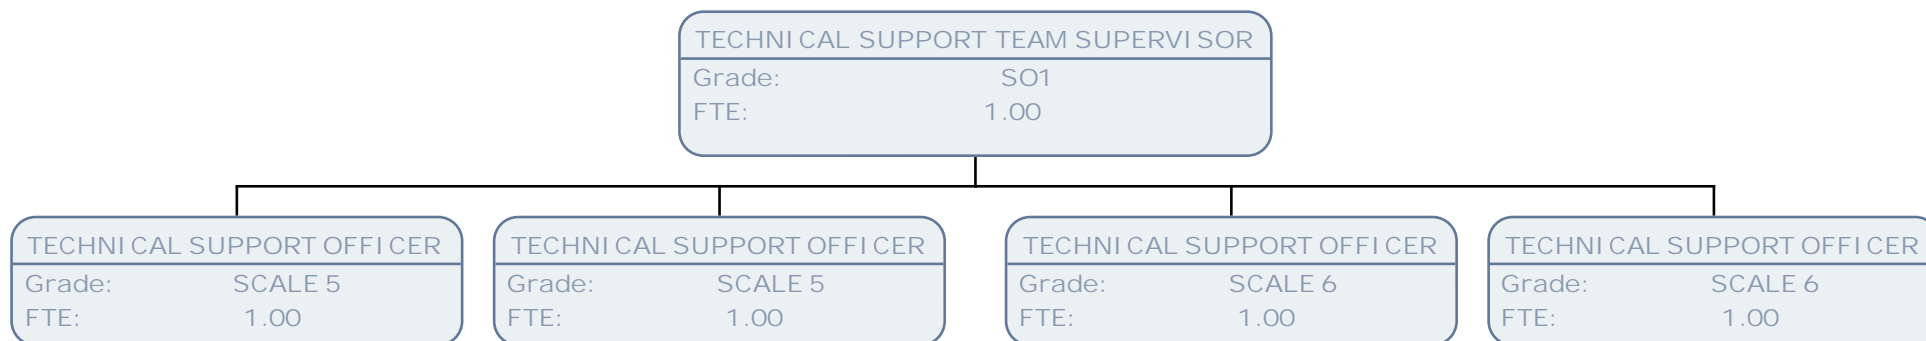 TECHNICAL SUPPORT TEAM SUPERVISOR
Grade: SO1
FTE: 1.00
TECHNICAL SUPPORT OFFICER
Grade: SCALE 5
FTE: 1.00
TECHNICAL SUPPORT OFFICER
Grade: SCALE 5
FTE: 1.00
TECHNICAL SUPPORT OFFICER
Grade: SCALE 6
FTE: 1.00
TECHNICAL SUPPORT OFFICER
Grade: SCALE 6
FTE: 1.00